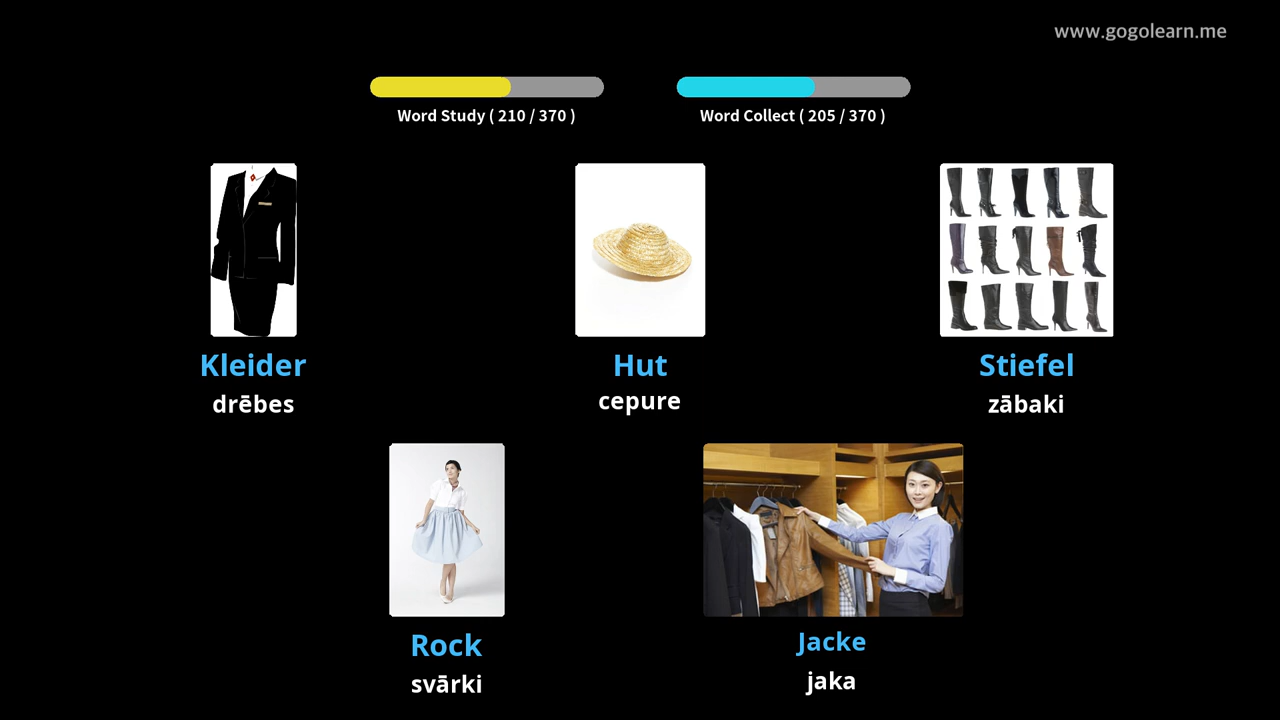 www.gogolearn.me
Word Study ( 210 / 370 )
Word Collect ( 205 / 370 )
Kleider
drēbes
Hut
cepure
Stiefel
zābaki
Rock
svārki
Jacke
jaka